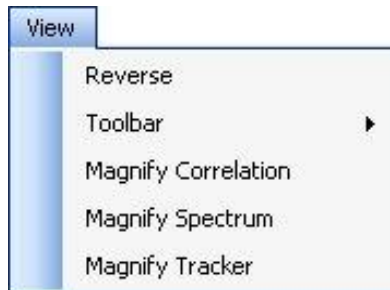 View
Reverse
Toolbar
Magnify Correlation
Magnify Spectrum
Magnify Tracker